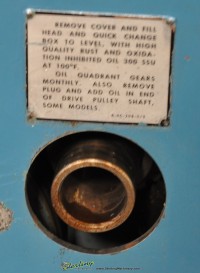 REMOVE COVER AND FILL
HEAD AND QUICK CHANGE
BOX TO LEVEL, WITH HIGH
QUALITY RUST AND OXIDA-
TION INHIBITED OIL 300 SSU
AT 100°F.
OIL QUADRANT GEARS
MONTHLY. ALSO REMOVE
PLUG AND ADD OIL IN END
OF DRIVE PULLEY SHAFT,
SOME MODELS.
Sterling